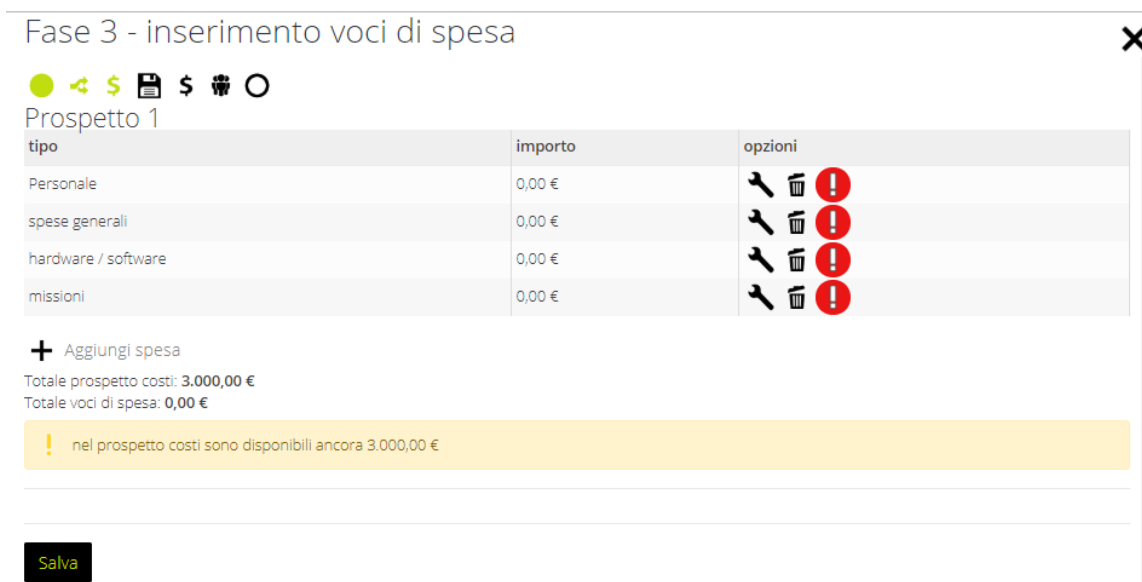 Fase 3 - inserimento voci di spesa
Prospetto 1
tipo importo opzioni
Personale 0,00 €
spese generali 0,00 €
hardware / software 0,00 €
missioni 0,00 €
Aggiungi spesa
Totale prospetto costi: 3.000,00 €
Totale voci di spesa: 0,00 €
nel prospetto costi sono disponibili ancora 3.000,00 €
Salva